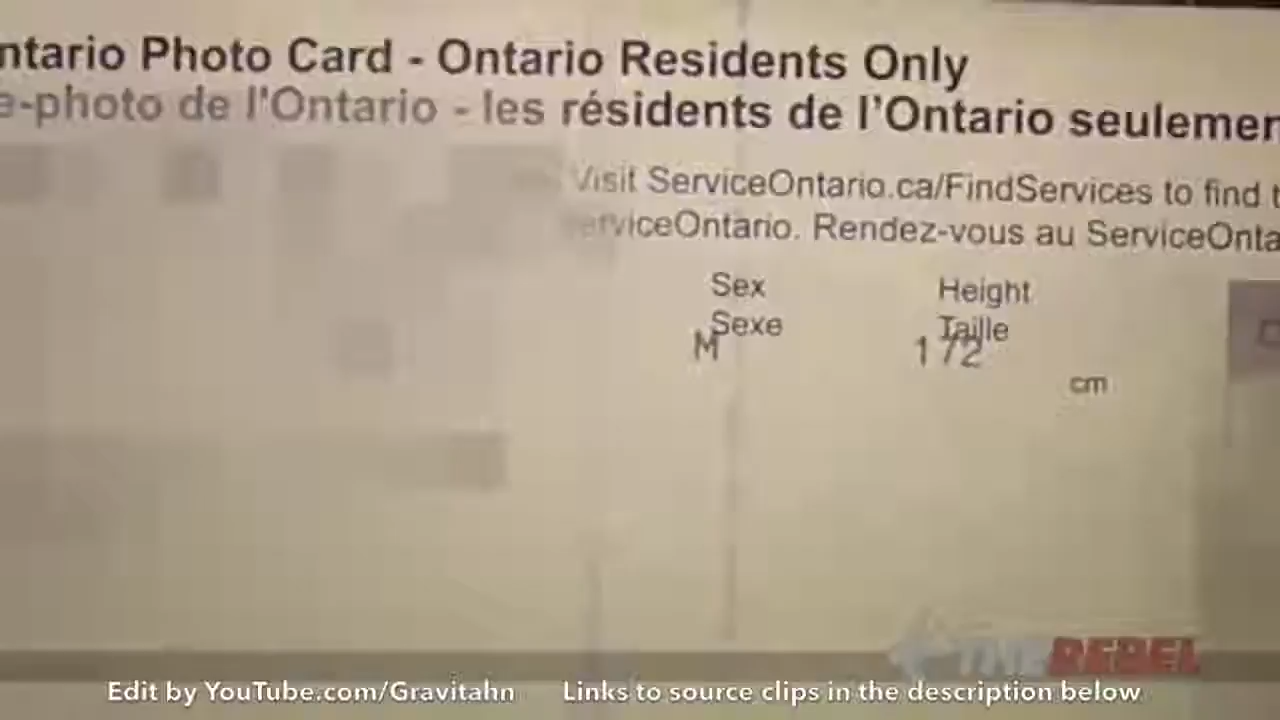 ntario Photo Card - Ontario Residents Only
e-photo de l'Ontario - les résidents de l'Ontario seulemen
Visit ServiceOntario.ca/FindServices to find t
erviceOntario. Rendez-vous au ServiceOnta
Sex
Sexe
M
Height
Taille
172
cm
THE REBEL
Edit by YouTube.com/Gravitahn Links to source clips in the description below